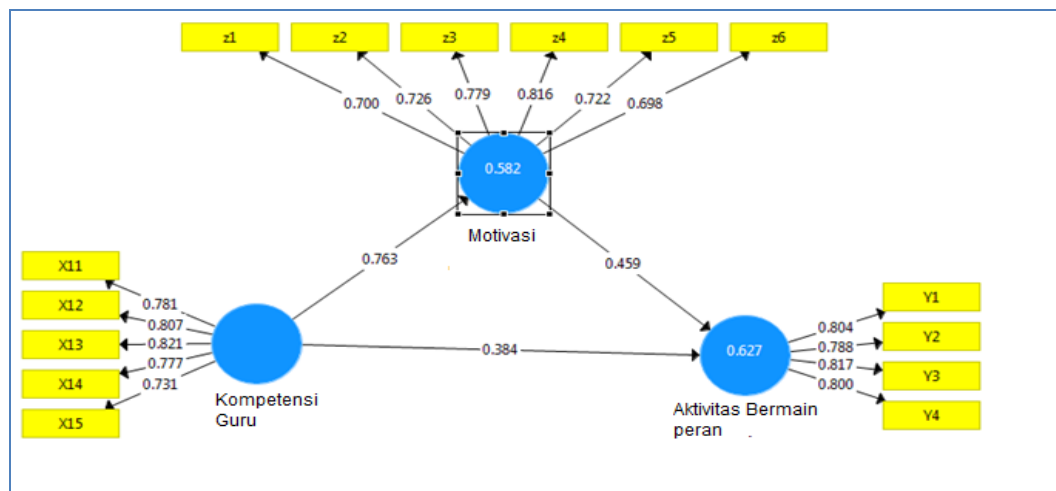 z1 z2 z3 z4 z5 z6
0.700 0.726 0.779 0.816 0.722 0.698
0.582
Motivasi
0.763
0.459
X11
X12
X13
X14
X15
0.781
0.807
0.821
0.777
0.731
Kompetensi
Guru
0.384
0.627
Aktivitas Bermain
peran
0.804
0.788
0.817
0.800
Y1
Y2
Y3
Y4